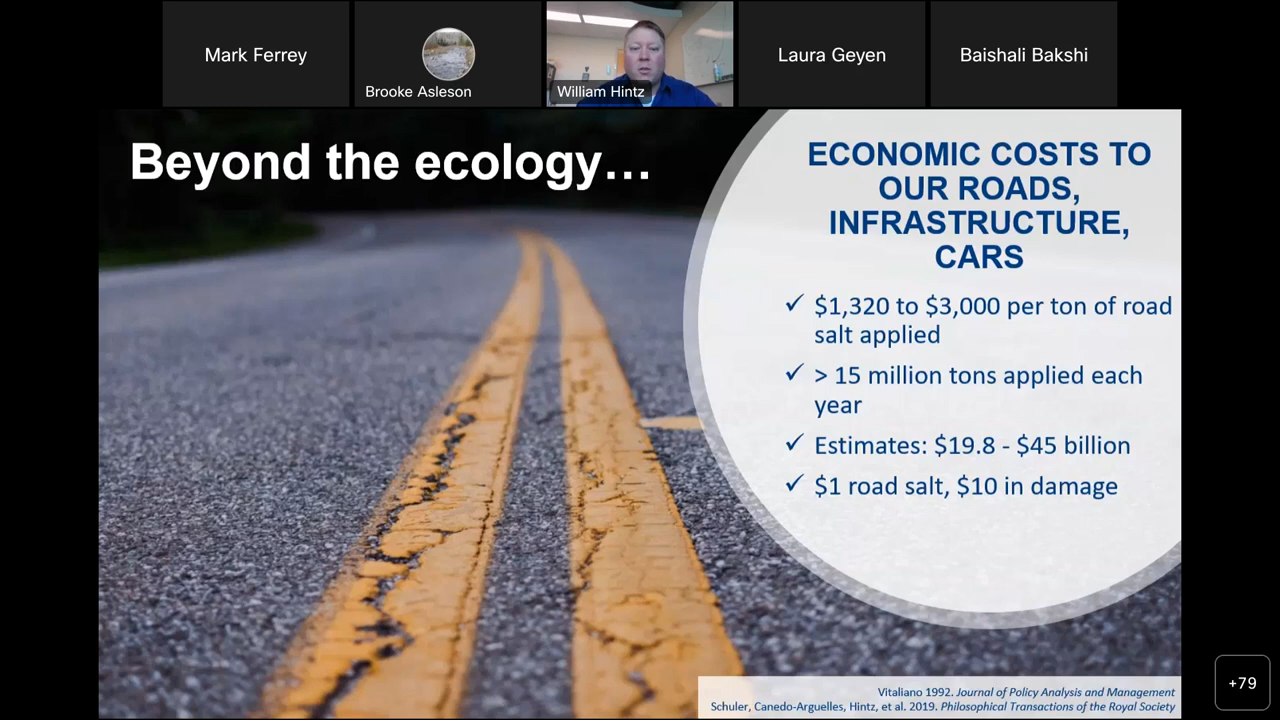 Mark Ferrey
Brooke Asleson
William Hintz
Laura Geyen
Baishali Bakshi
Beyond the ecology…
ECONOMIC COSTS TO
OUR ROADS,
INFRASTRUCTURE,
CARS
✓ $1,320 to $3,000 per ton of road
salt applied
✓ > 15 million tons applied each
year
✓ Estimates: $19.8 - $45 billion
✓ $1 road salt, $10 in damage
Vitaliano 1992. Journal of Policy Analysis and Management
Schuler, Canedo-Arguelles, Hintz, et al. 2019. Philosophical Transactions of the Royal Society
+79